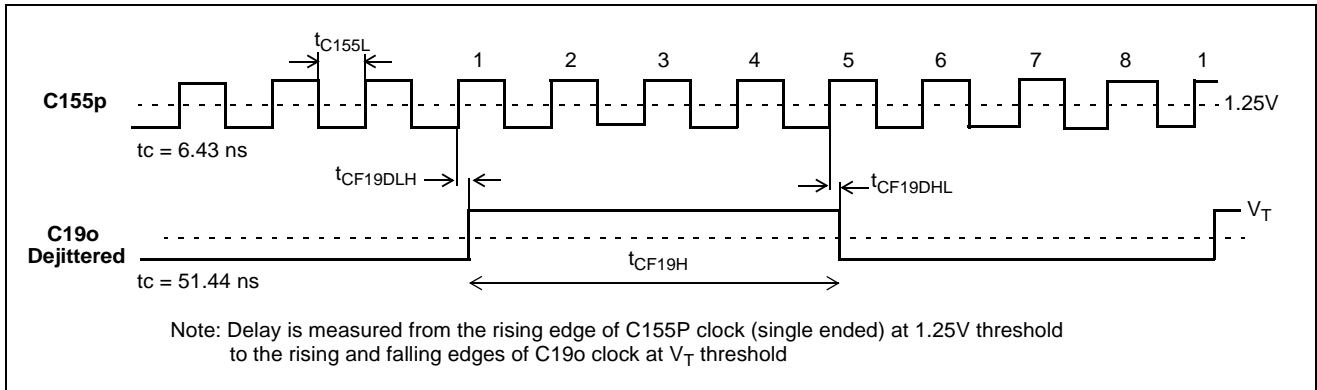 tC155L
1 2 3 4 5 6 7 8 1
C155p
1.25V
tc = 6.43 ns
tCF19DLH
tCF19DHL
VT
C19o
Dejittered
tCF19H
tc = 51.44 ns
Note: Delay is measured from the rising edge of C155P clock (single ended) at 1.25V threshold
to the rising and falling edges of C19o clock at VT threshold